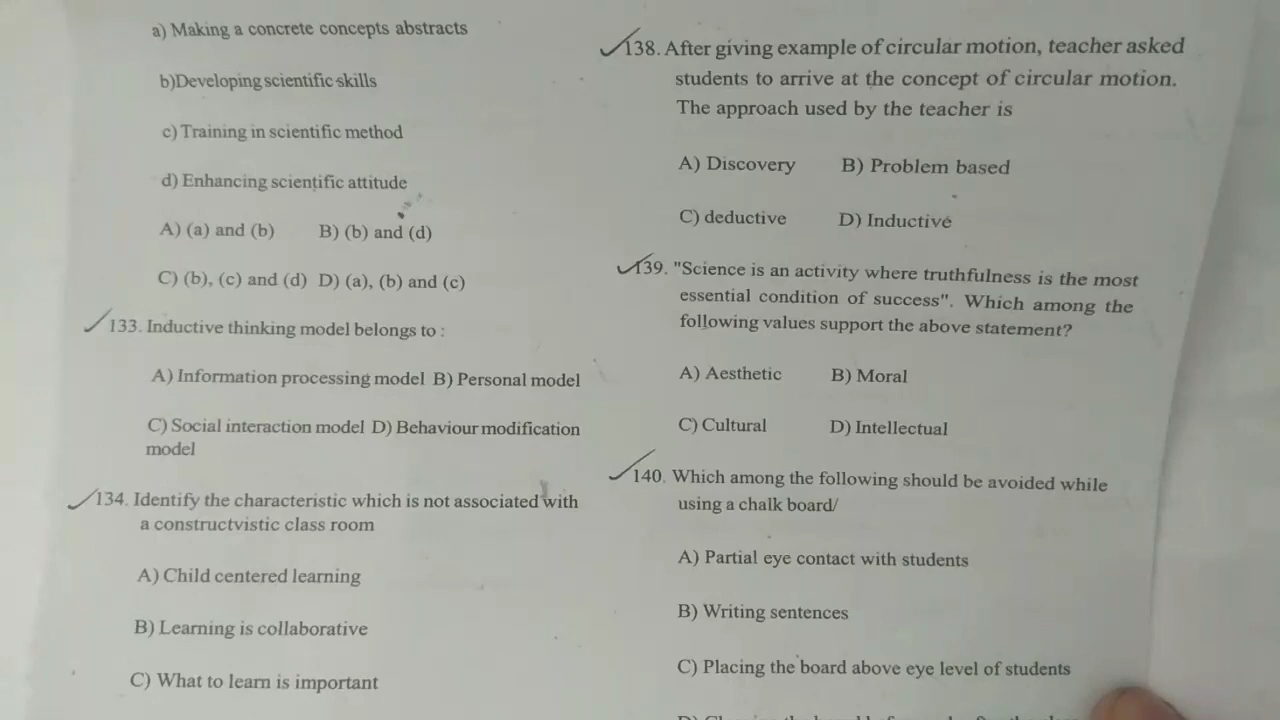 a) Making a concrete concepts abstracts
b)Developing scientific skills
c) Training in scientific method
d) Enhancing scientific attitude
A) (a) and (b) B) (b) and (d)
C) (b), (c) and (d) D) (a), (b) and (c)
133. Inductive thinking model belongs to :
A) Information processing model B) Personal model
C) Social interaction model D) Behaviour modification
model
134. Identify the characteristic which is not associated with
a constructvistic class room
A) Child centered learning
B) Learning is collaborative
C) What to learn is important
138. After giving example of circular motion, teacher asked
students to arrive at the concept of circular motion.
The approach used by the teacher is
A) Discovery B) Problem based
C) deductive D) Inductive
139. "Science is an activity where truthfulness is the most
essential condition of success". Which among the
following values support the above statement?
A) Aesthetic B) Moral
C) Cultural D) Intellectual
140. Which among the following should be avoided while
using a chalk board/
A) Partial eye contact with students
B) Writing sentences
C) Placing the board above eye level of students